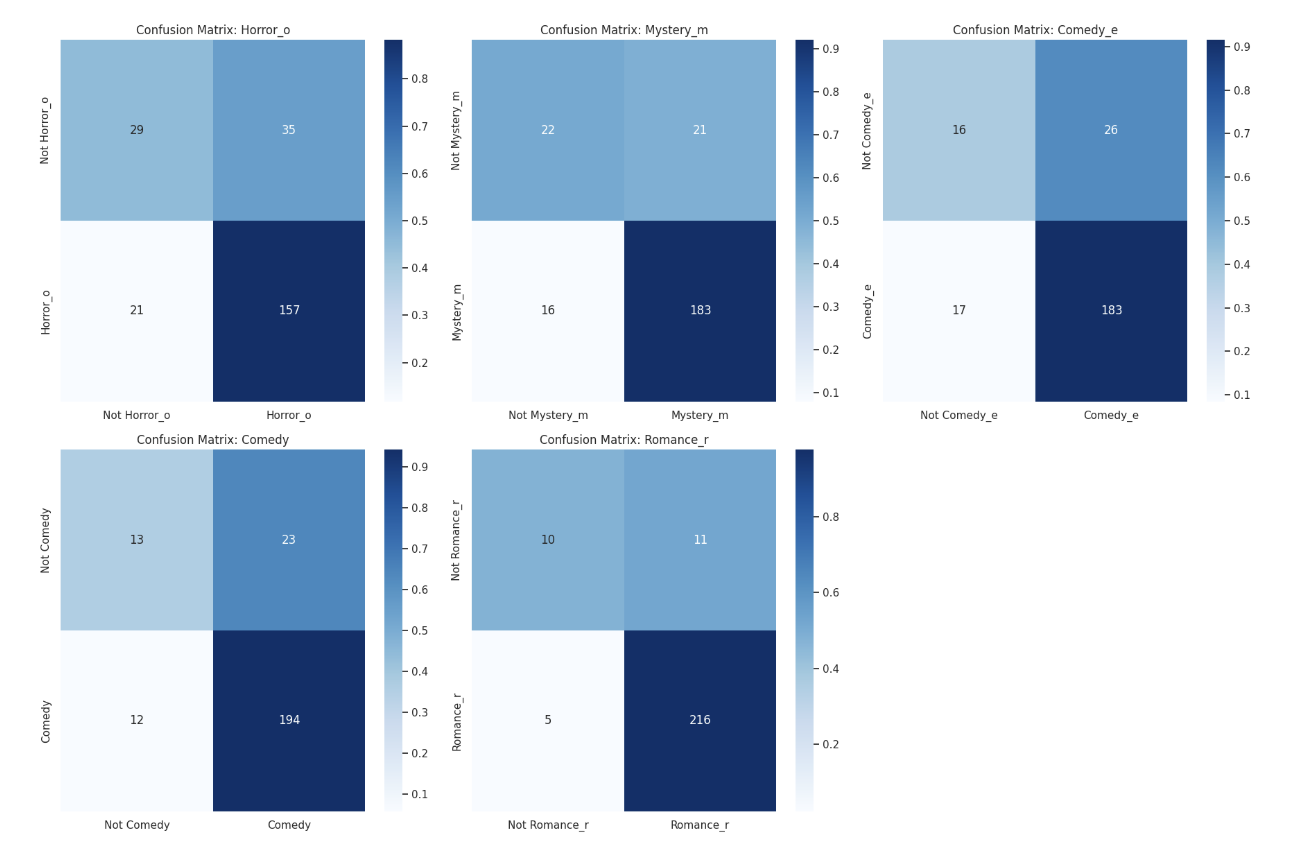 Confusion Matrix: Horror_o
Not Horror_o
29
35
0.8
0.7
0.6
0.5
0.4
0.3
0.2
Horror_o
21
157
Not Horror_o
Horror_o
Confusion Matrix: Mystery_m
Not Mystery_m
22
21
0.9
0.8
0.7
0.6
0.5
0.4
0.3
0.2
0.1
Mystery_m
16
183
Not Mystery_m
Mystery_m
Confusion Matrix: Comedy_e
Not Comedy_e
16
26
0.9
0.8
0.7
0.6
0.5
0.4
0.3
0.2
0.1
Comedy_e
17
183
Not Comedy_e
Comedy_e
Confusion Matrix: Comedy
Not Comedy
13
23
0.9
0.8
0.7
0.6
0.5
0.4
0.3
0.2
0.1
Comedy
12
194
Not Comedy
Comedy
Confusion Matrix: Romance_r
Not Romance_r
10
11
0.8
0.6
0.4
0.2
Romance_r
5
216
Not Romance_r
Romance_r